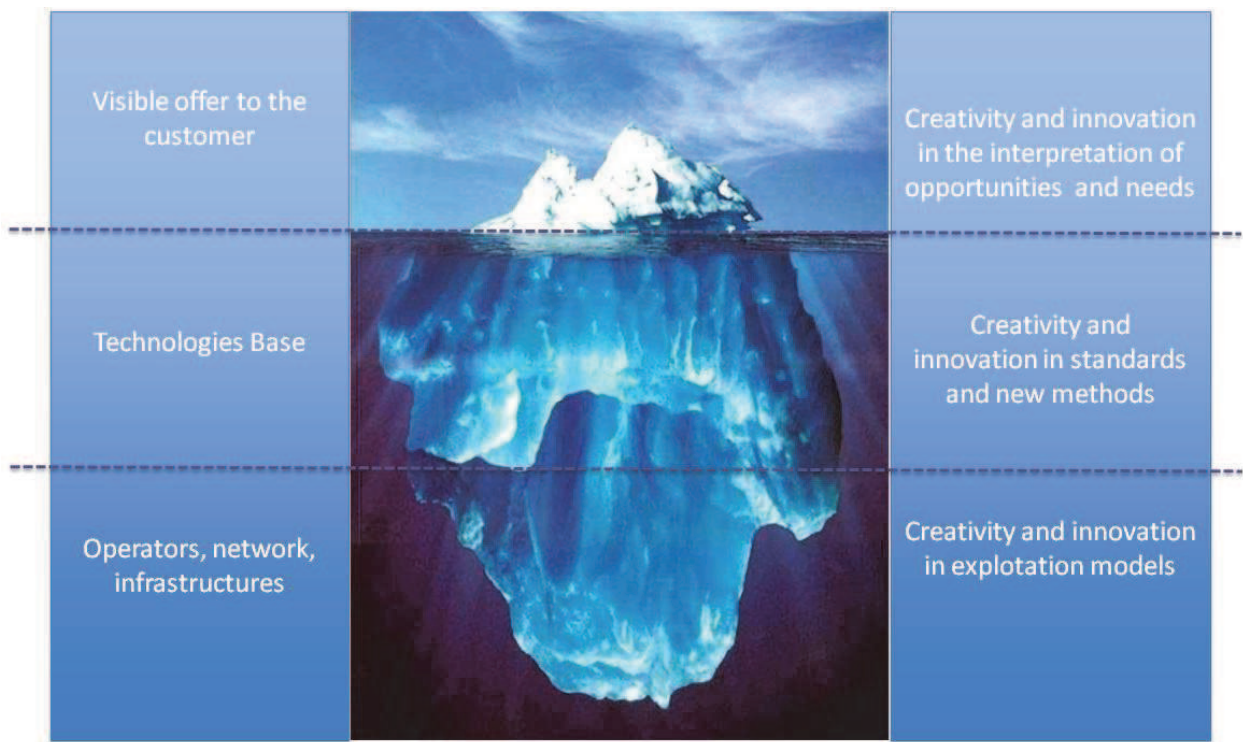 Visible offer to the
customer
Creativity and innovation
in the interpretation of
opportunities and needs
Technologies Base
Creativity and
innovation in standards
and new methods
Operators, network,
infrastructures
Creativity and innovation
in explotation models